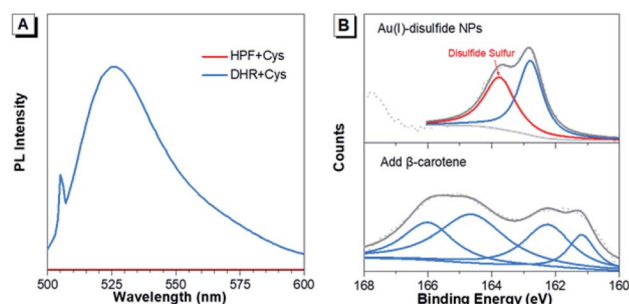 A
HPF+Cys
DHR+Cys
PL Intensity
500 525 550 575 600
Wavelength (nm)
B
Au(I)-disulfide NPs
Disulfide Sulfur
Add β-carotene
Counts
168 166 164 162 160
Binding Energy (eV)